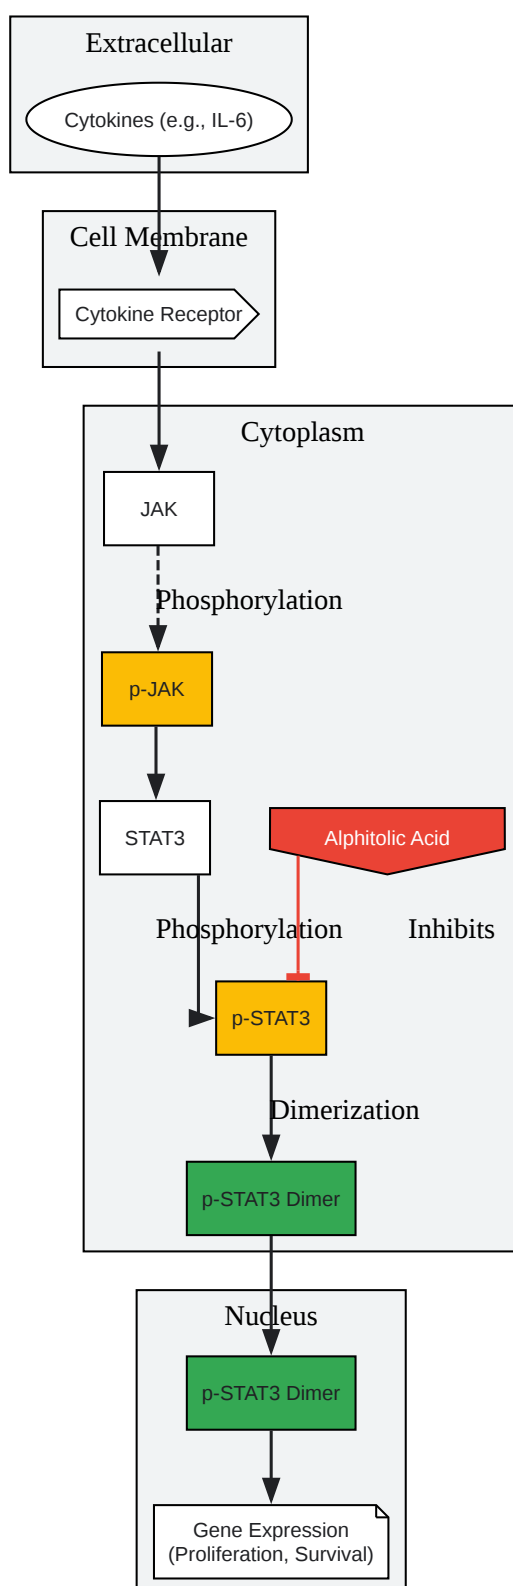 Extracellular
Cytokines (e.g., IL-6)
Cell Membrane
Cytokine Receptor
Cytoplasm
JAK
Phosphorylation
p-JAK
STAT3
Alphitolic Acid
Phosphorylation
Inhibits
p-STAT3
Dimerization
p-STAT3 Dimer
Nucleus
p-STAT3 Dimer
Gene Expression
(Proliferation, Survival)